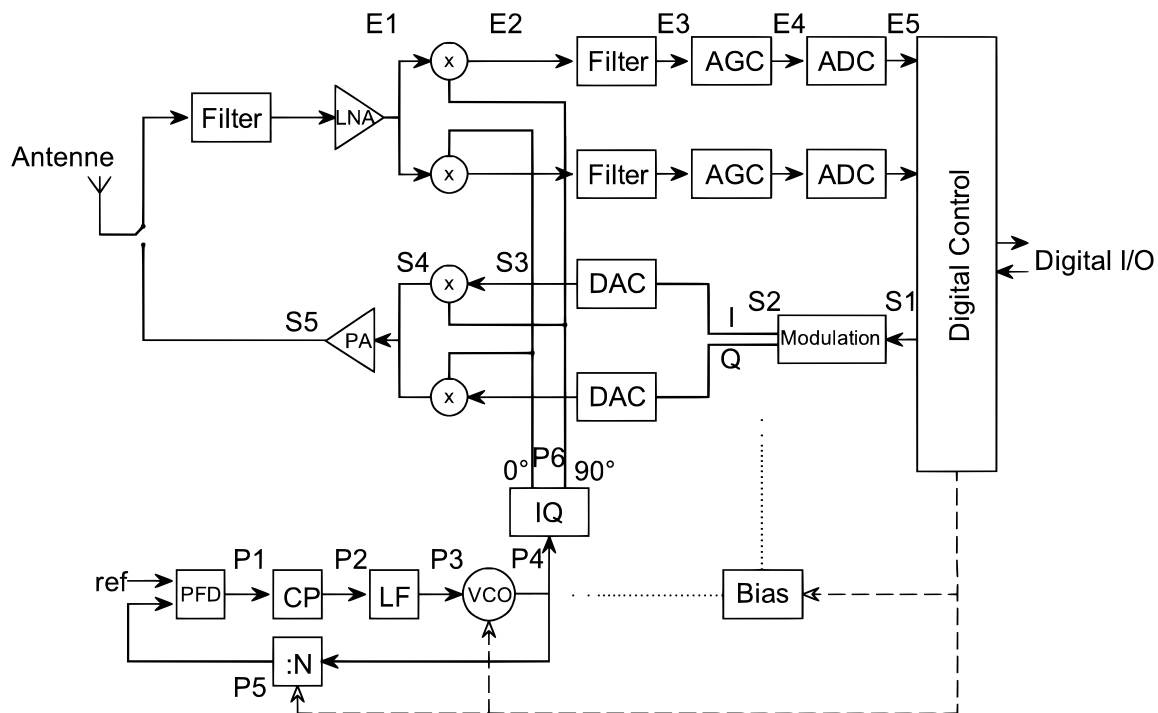 E1 E2 E3 E4 E5
x Filter AGC ADC
Filter LNA
Antenne
x Filter AGC ADC
Digital Control
Digital I/O
S4 x S3 DAC
S5 PA
I S2 S1
Modulation
Q
x DAC
0° P6 90°
IQ
P1 P2 P3 P4
ref
PFD CP LF VCO
Bias
:N
P5